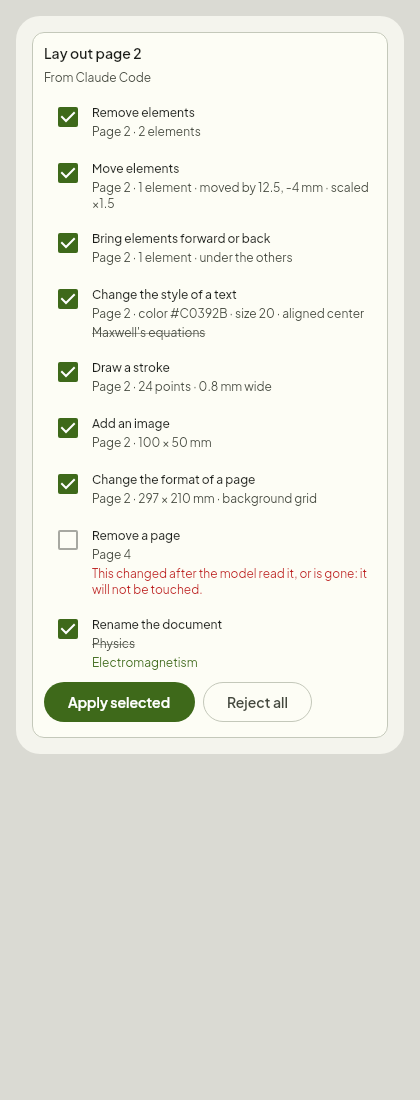 Lay out page 2
From Claude Code
Remove elements
Page 2 · 2 elements
Move elements
Page 2 · 1 element · moved by 12.5, -4 mm · scaled
×1.5
Bring elements forward or back
Page 2 · 1 element · under the others
Change the style of a text
Page 2 · color #C0392B · size 20 · aligned center
Maxwell's equations
Draw a stroke
Page 2 · 24 points · 0.8 mm wide
Add an image
Page 2 · 100 × 50 mm
Change the format of a page
Page 2 · 297 × 210 mm · background grid
Remove a page
Page 4
This changed after the model read it, or is gone: it
will not be touched.
Rename the document
Physics
Electromagnetism
Apply selected
Reject all